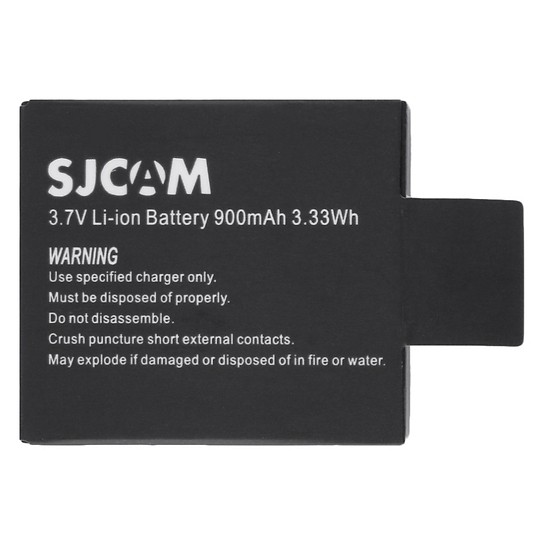 SJCAM
3.7V Li-ion Battery 900mAh 3.33Wh
WARNING
Use specified charger only.
Must be disposed of properly.
Do not disassemble.
Crush puncture short external contacts.
May explode if damaged or disposed of in fire or water.